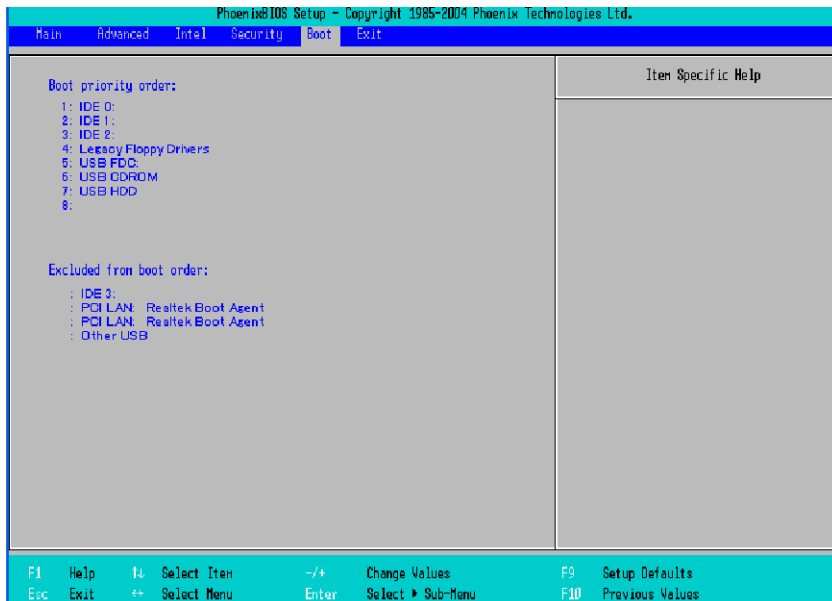 PhoenixBIOS Setup - Copyright 1985-2004 Phoenix Technologies Ltd.
Main Advanced Intel Security Boot Exit
Item Specific Help
Boot priority order:
1: IDE 0:
2: IDE 1:
3: IDE 2:
4: Legacy Floppy Drivers
5: USB FDC:
6: USB CDROM
7: USB HDD
8:
Excluded from boot order:
: IDE 3:
: PCI LAN: Realtek Boot Agent
: PCI LAN: Realtek Boot Agent
: Other USB
F1 Help ↑↓ Select Item -/+ Change Values F9 Setup Defaults
Esc Exit ↔ Select Menu Enter Select ▶ Sub-Menu F10 Previous Values